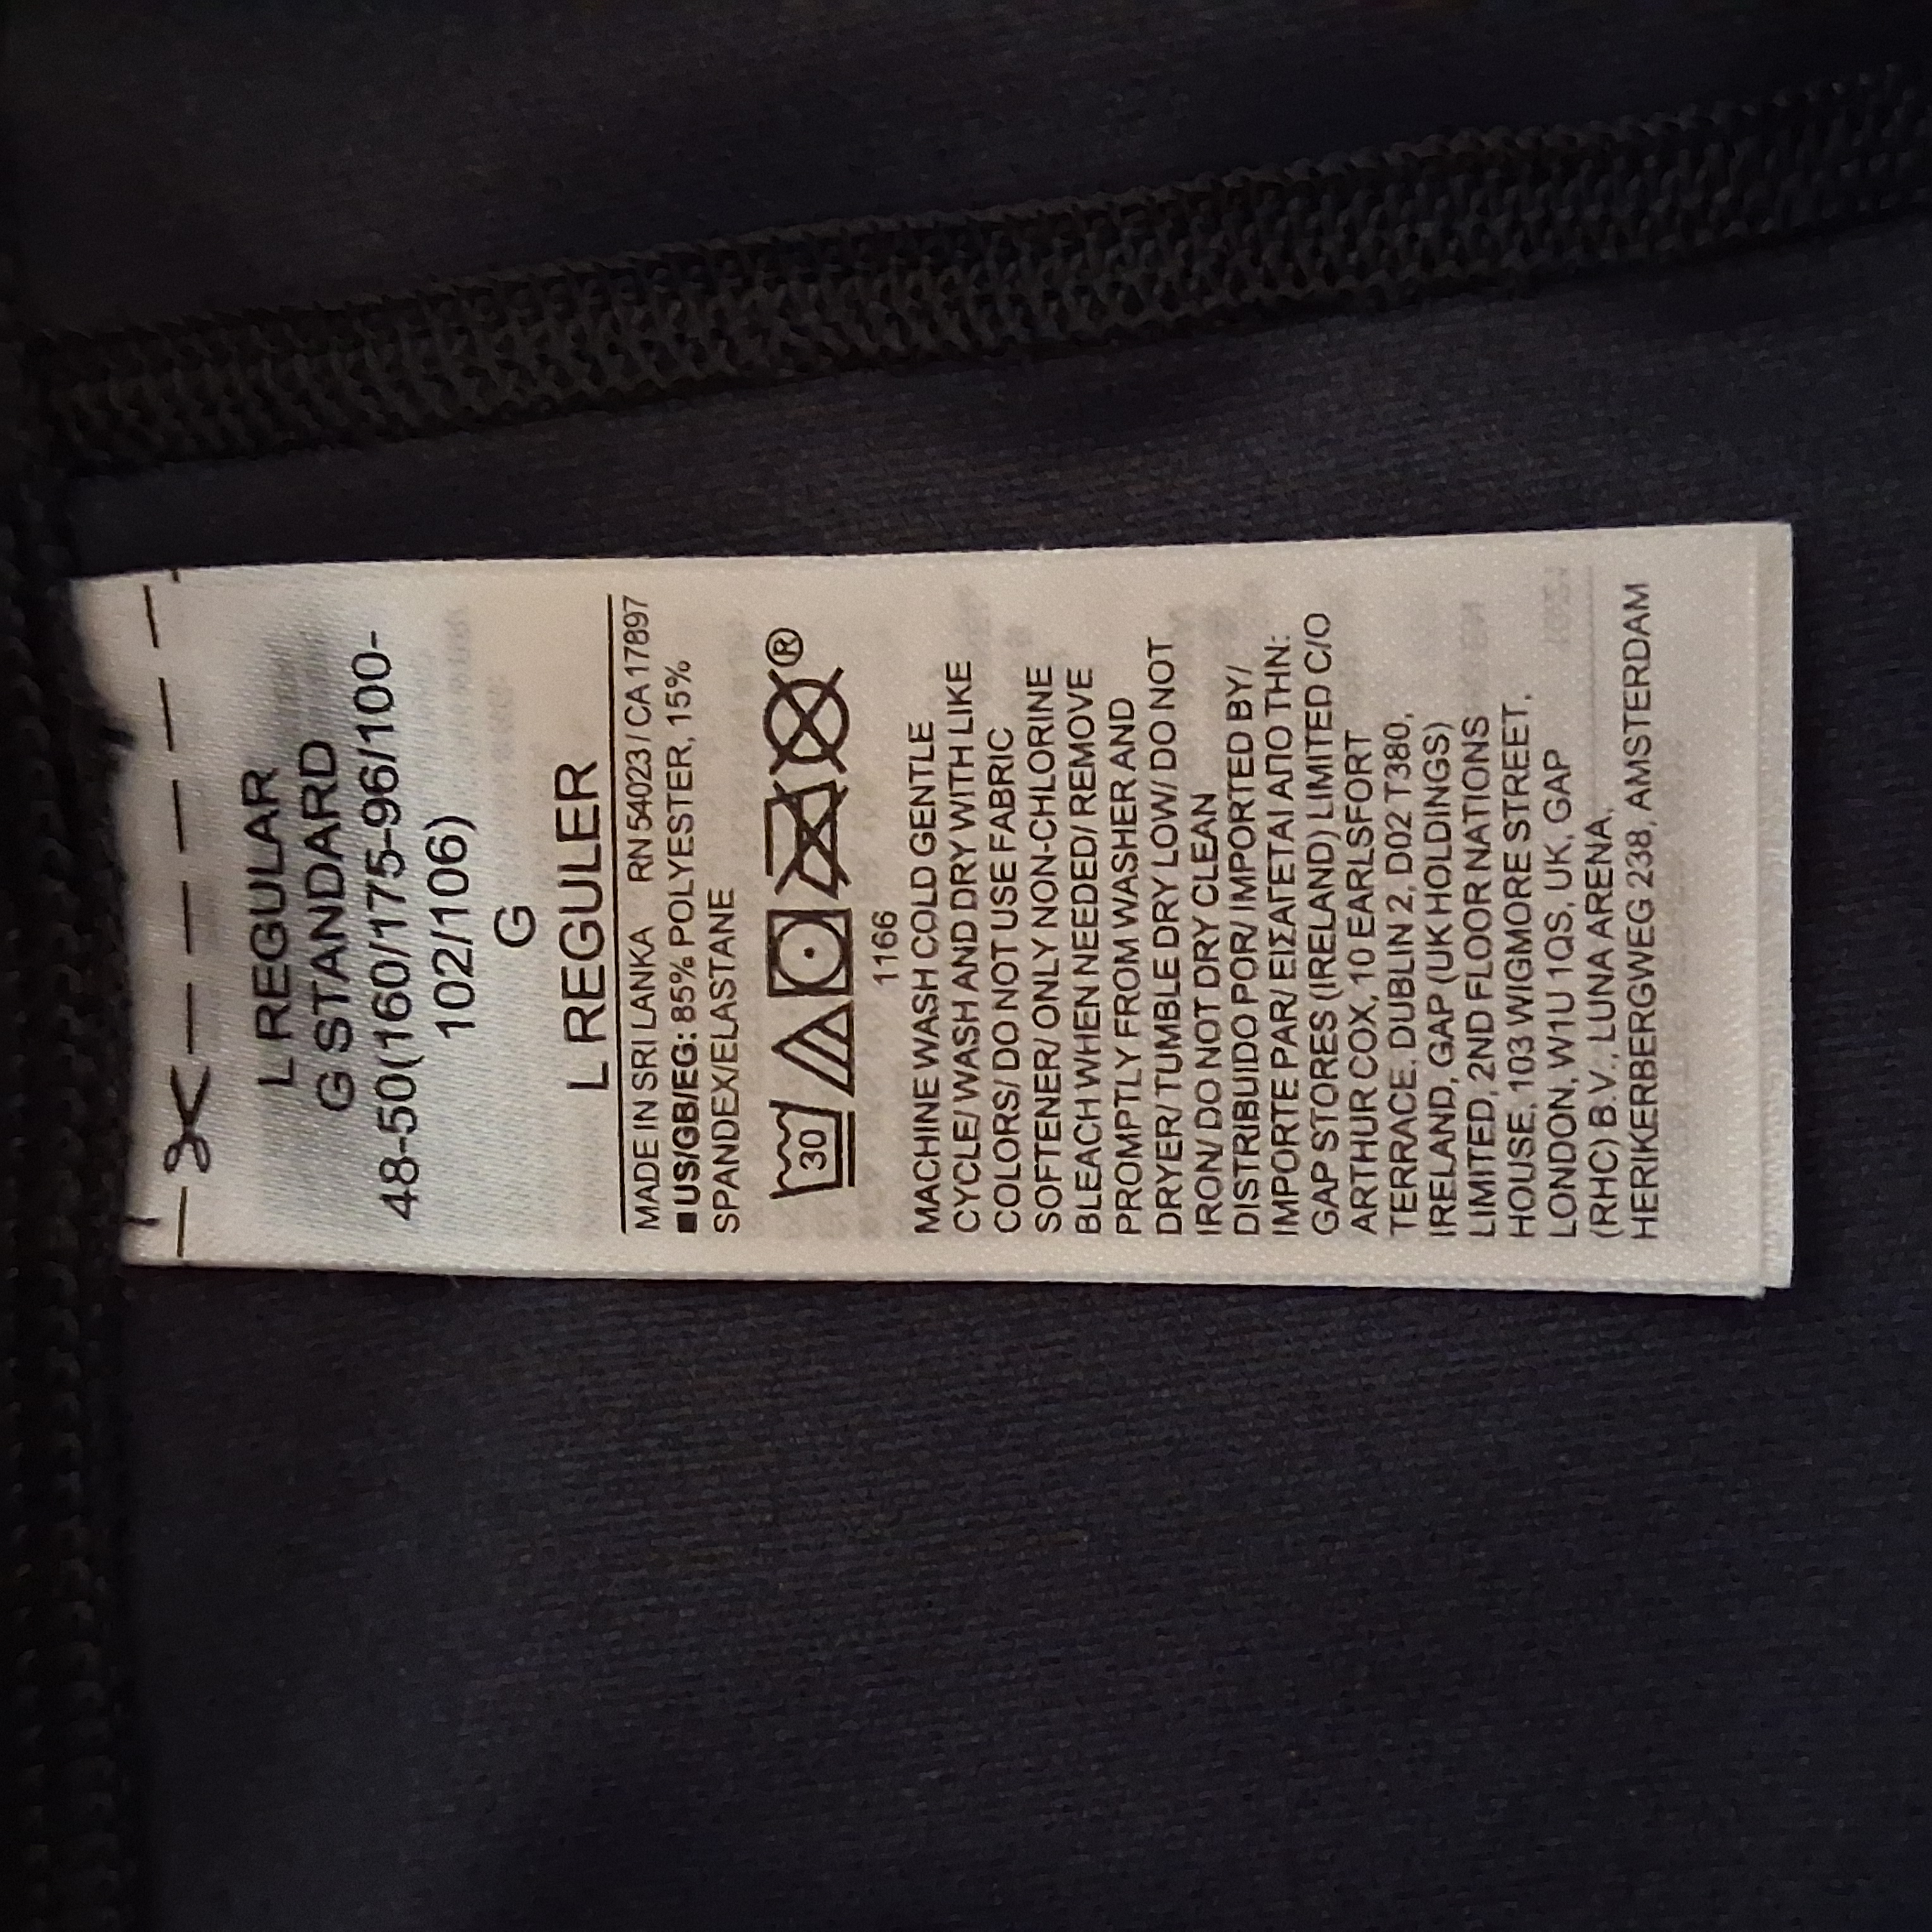 L REGULAR
G STANDARD
48-50(160/175-96/100-
102/106)
G
L REGULER
MADE IN SRI LANKA RN 54023 / CA 17897
■ US/GB/IEG: 85% POLYESTER, 15%
SPANDEX/ELASTANE
30 ®
1166
MACHINE WASH COLD GENTLE
CYCLE/ WASH AND DRY WITH LIKE
COLORS/ DO NOT USE FABRIC
SOFTENER/ ONLY NON-CHLORINE
BLEACH WHEN NEEDED/ REMOVE
PROMPTLY FROM WASHER AND
DRYER/ TUMBLE DRY LOW/ DO NOT
IRON/ DO NOT DRY CLEAN
DISTRIBUIDO POR/ IMPORTED BY/
IMPORTE PAR/ ΕΙΣΑΓΕΤΑΙ ΑΠΟ ΤΗΝ:
GAP STORES (IRELAND) LIMITED C/O
ARTHUR COX, 10 EARLSFORT
TERRACE. DUBLIN 2, D02 T380,
IRELAND, GAP (UK HOLDINGS)
LIMITED, 2ND FLOOR NATIONS
HOUSE, 103 WIGMORE STREET,
LONDON, W1U 1QS, UK, GAP
(RHC) B.V., LUNA ARENA,
HERIKERBERGWEG 238, AMSTERDAM